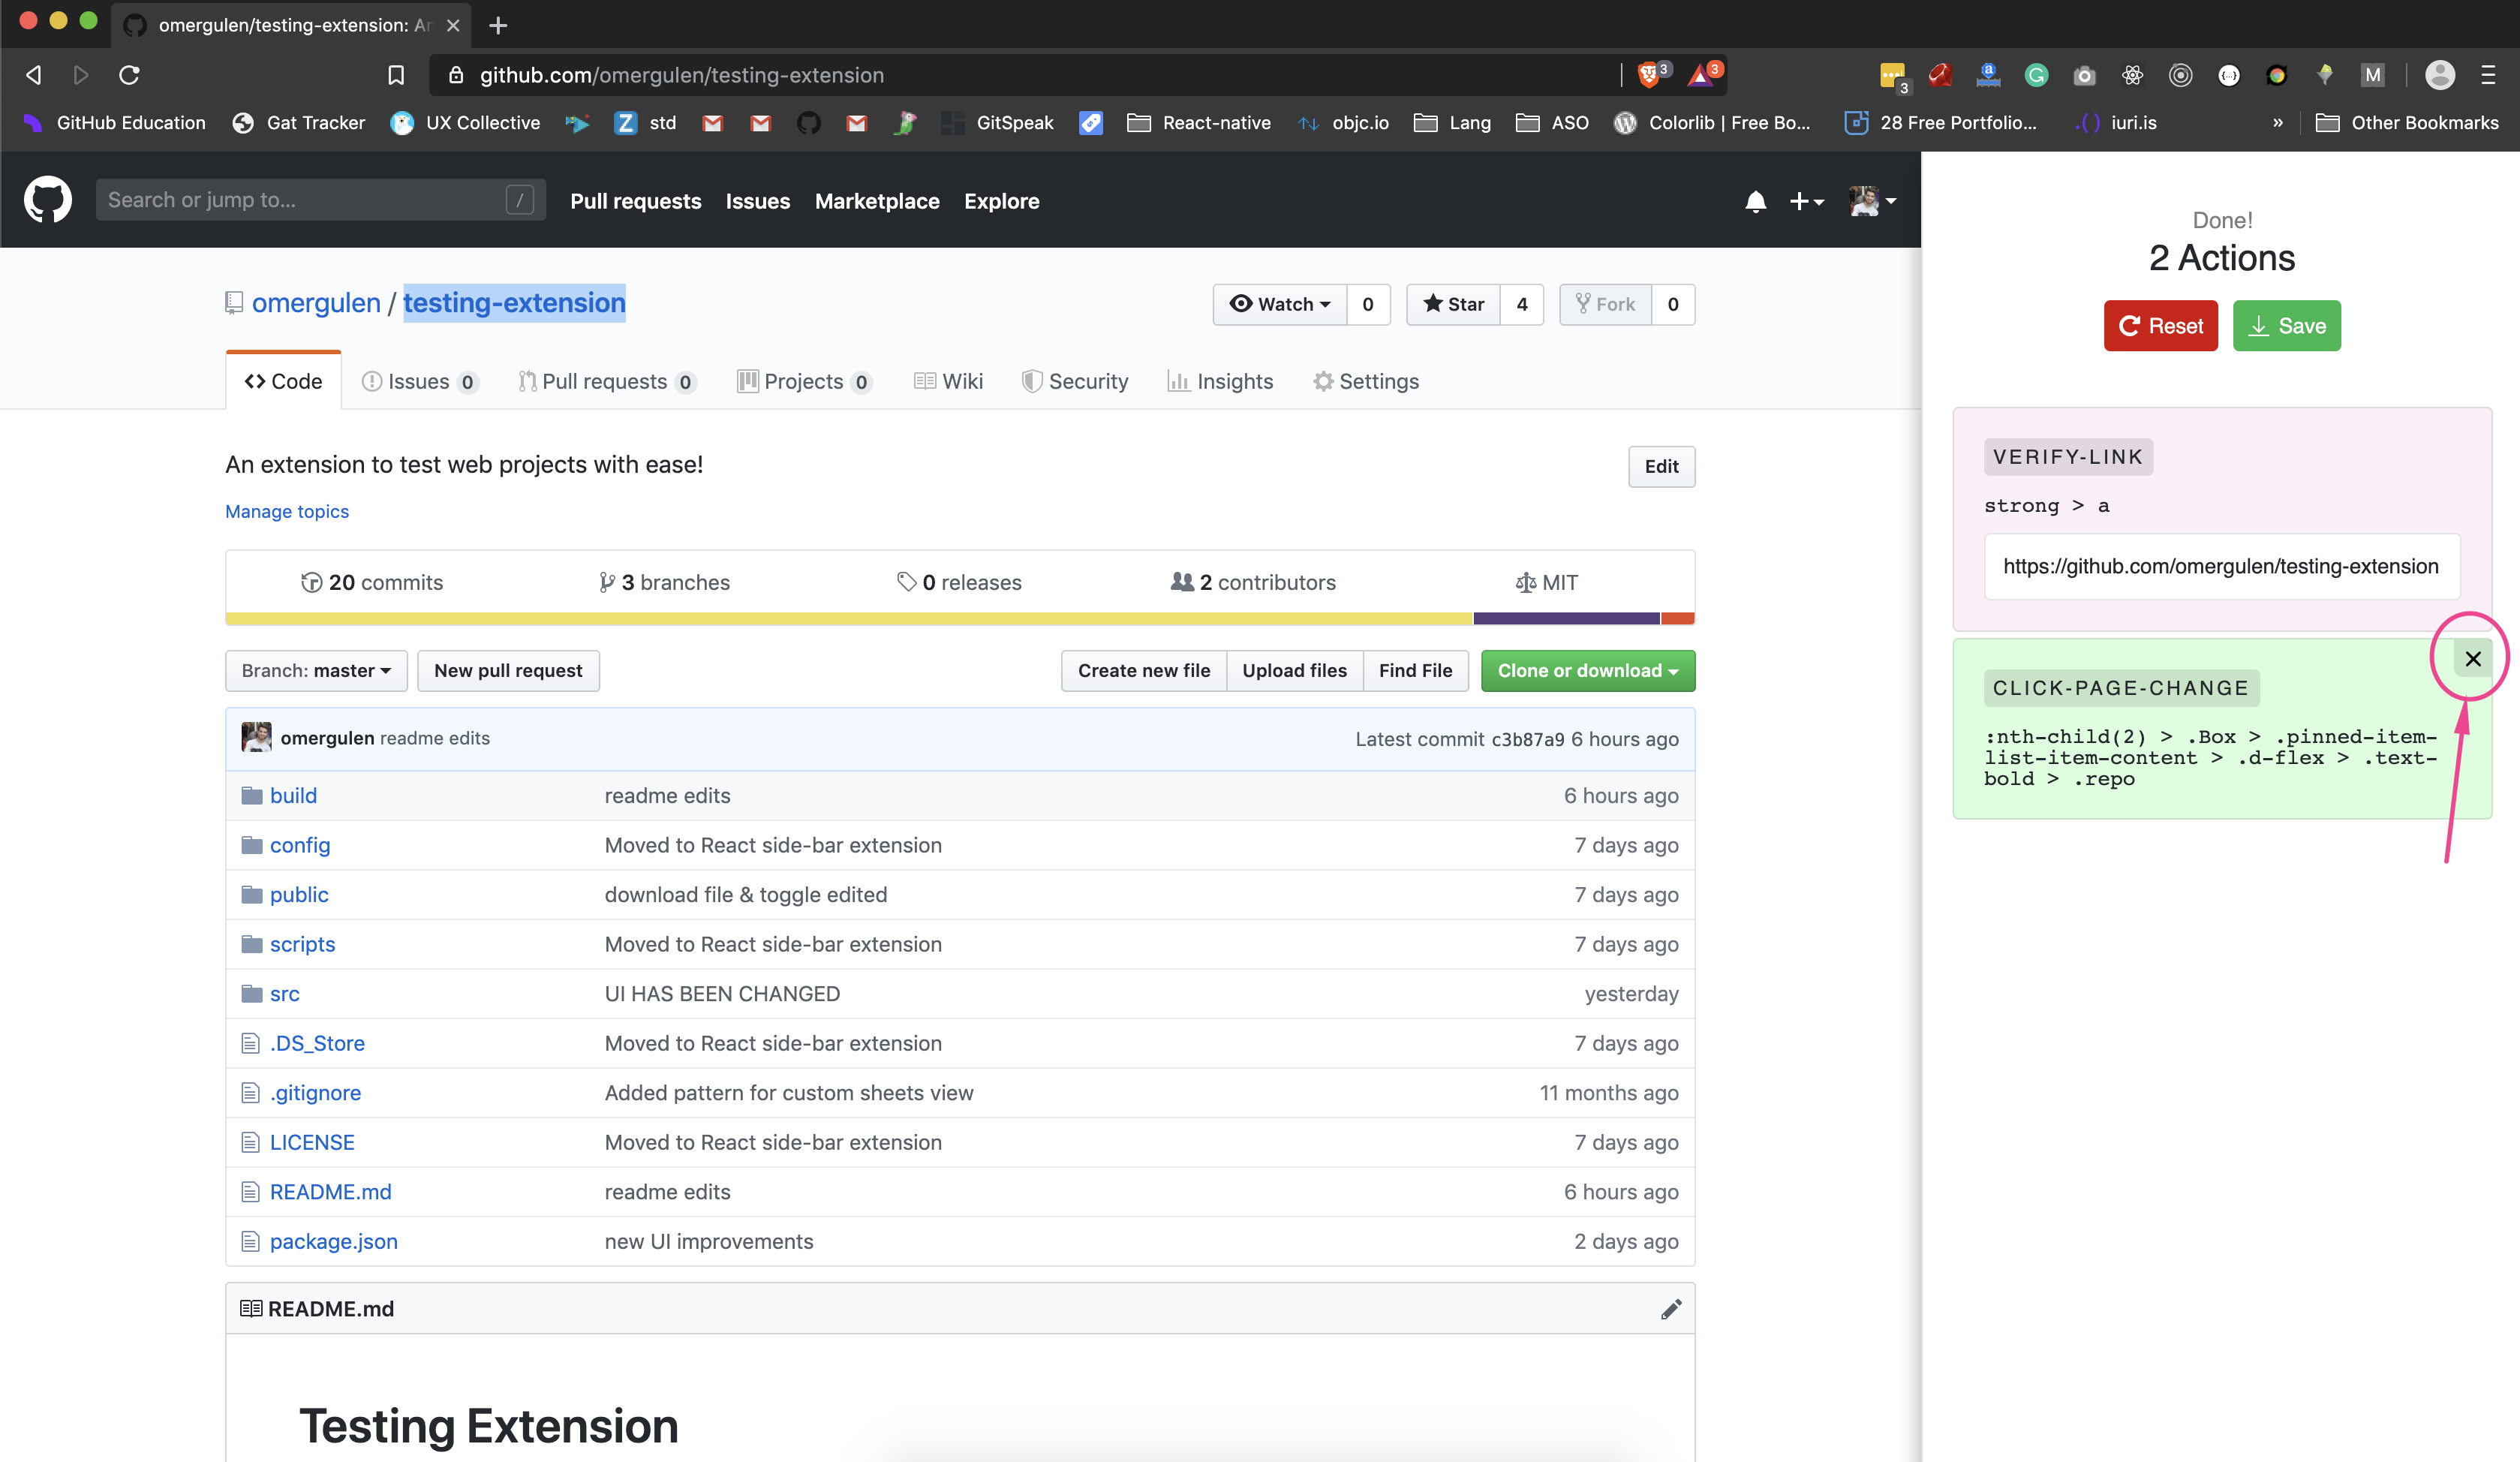 omergulen/testing-extension: Ar
github.com/omergulen/testing-extension
3
3
3
M
GitHub Education
Gat Tracker
UX Collective
Z std
GitSpeak
React-native
objc.io
Lang
ASO
Colorlib | Free Bo...
28 Free Portfolio...
iuri.is
»
Other Bookmarks
Search or jump to... /
Pull requests
Issues
Marketplace
Explore
omergulen / testing-extension
Watch 0
Star 4
Fork 0
Code
Issues 0
Pull requests 0
Projects 0
Wiki
Security
Insights
Settings
An extension to test web projects with ease!
Edit
Manage topics
20 commits
3 branches
0 releases
2 contributors
MIT
Branch: master
New pull request
Create new file
Upload files
Find File
Clone or download
omergulen readme edits
Latest commit c3b87a9 6 hours ago
build readme edits 6 hours ago
config Moved to React side-bar extension 7 days ago
public download file & toggle edited 7 days ago
scripts Moved to React side-bar extension 7 days ago
src UI HAS BEEN CHANGED yesterday
.DS_Store Moved to React side-bar extension 7 days ago
.gitignore Added pattern for custom sheets view 11 months ago
LICENSE Moved to React side-bar extension 7 days ago
README.md readme edits 6 hours ago
package.json new UI improvements 2 days ago
README.md
Testing Extension
Done!
2 Actions
Reset
Save
VERIFY-LINK
strong > a
https://github.com/omergulen/testing-extension
CLICK-PAGE-CHANGE
:nth-child(2) > .Box > .pinned-item-
list-item-content > .d-flex > .text-
bold > .repo